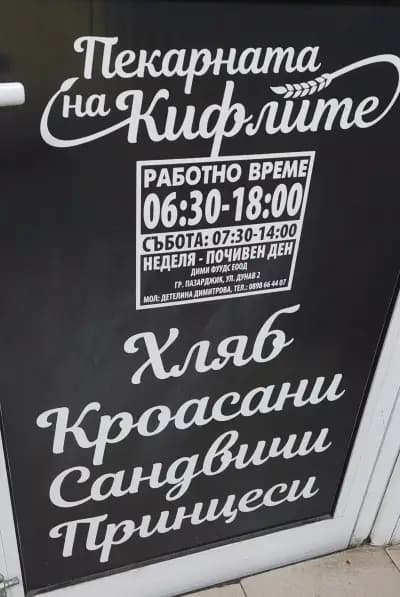 Пекарната
на Кифлите
РАБОТНО ВРЕМЕ
06:30-18:00
СЪБОТА: 07:30-14:00
НЕДЕЛЯ - ПОЧИВЕН ДЕН
ДИМИ ФУУДС ЕООД
ГР. ПАЗАРДЖИК, УЛ. ДУНАВ 2
МОЛ: ДЕТЕЛИНА ДИМИТРОВА, ТЕЛ.: 0898 66 44 07
Хляб
Кроасани
Сандвичи
Принцеси